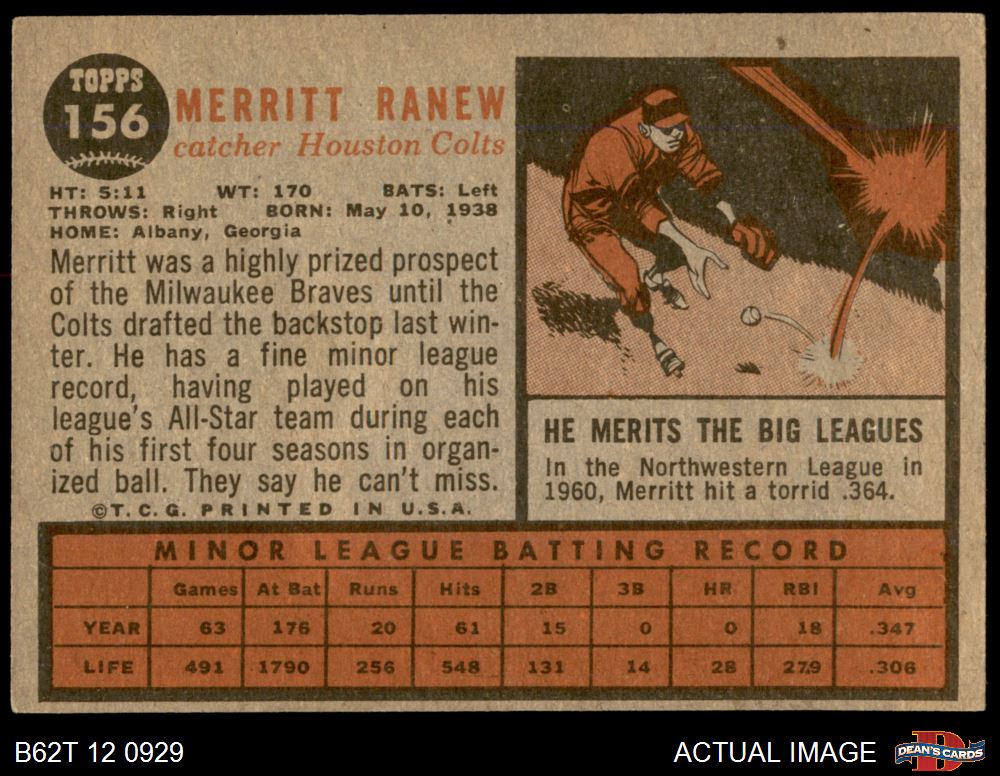 TOPPS
156
MERRITT RANEW
catcher Houston Colts
HT: 5:11 WT: 170 BATS: Left
THROWS: Right BORN: May 10, 1938
HOME: Albany, Georgia
Merritt was a highly prized prospect
of the Milwaukee Braves until the
Colts drafted the backstop last win-
ter. He has a fine minor league
record, having played on his
league's All-Star team during each
of his first four seasons in organ-
ized ball. They say he can't miss.
©T.C.G. PRINTED IN U.S.A.
HE MERITS THE BIG LEAGUES
In the Northwestern League in
1960, Merritt hit a torrid .364.
MINOR LEAGUE BATTING RECORD
Games At Bat Runs Hits 2B 3B HR RBI Avg
YEAR 63 176 20 61 15 0 0 18 .347
LIFE 491 1790 256 548 131 14 28 279 .306
B62T 12 0929
ACTUAL IMAGE
DEAN'S CARDS